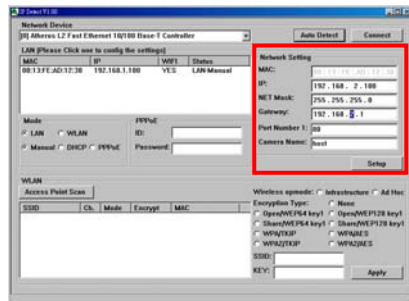 IP Detect V1.00
Network Device
[0] Atheros L2 Fast Ethernet 10/100 Base-T Controller
Auto Detect
Connect
LAN [Please Click one to config the settings]
MAC IP WIFI Status
00:13:FE:AD:12:38 192.168.1.100 YES LAN-Manual
Network Setting
MAC:
IP: 192.168. 2.100
NET Mask: 255.255.255. 0
Gateway: 192.168.2.1
Port Number 1: 80
Camera Name: host
Setup
Mode
LAN WLAN
Manual DHCP PPPoE
PPPoE
ID:
Password:
WLAN
Access Point Scan
SSID Ch. Mode Encrypt MAC
Wireless opmode: Infrastructure Ad Hoc
Encryption Type: None
Open/WEP64 key1 Open/WEP128 key1
Share/WEP64 key1 Share/WEP128 key1
WPA/TKIP WPA/AES
WPA2/TKIP WPA2/AES
SSID:
KEY:
Apply